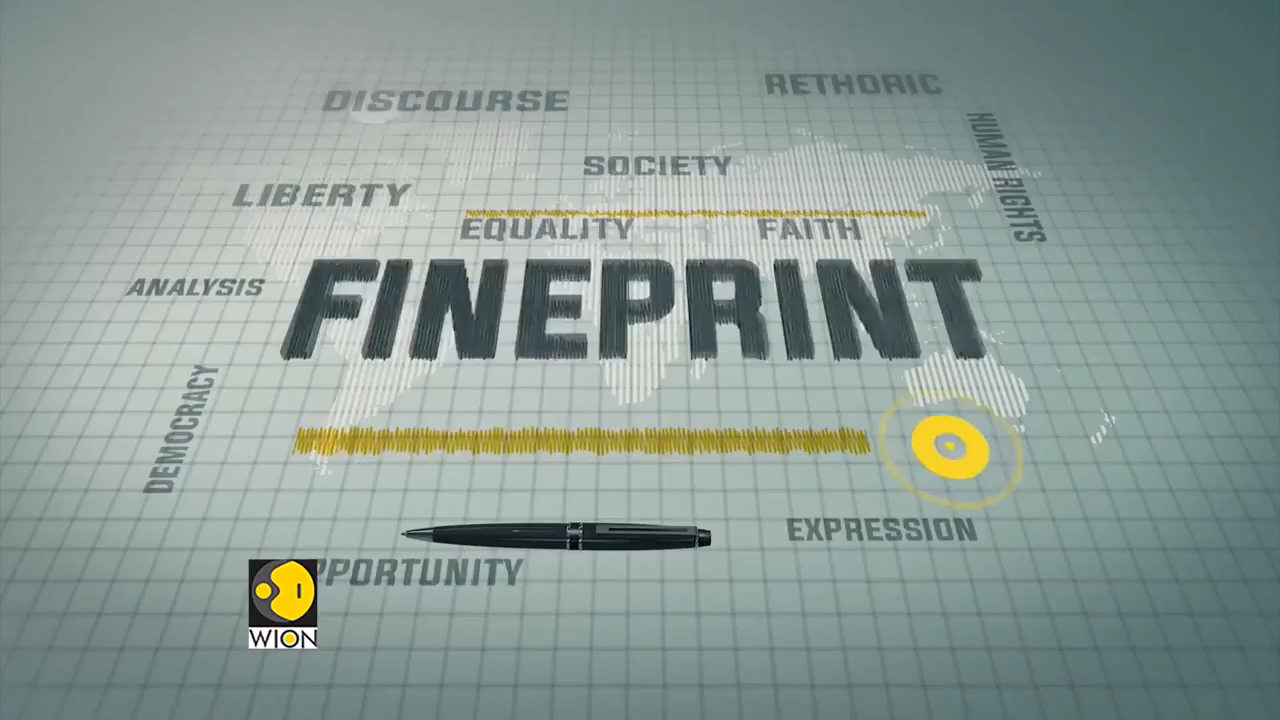 DISCOURSE
RETHORIC
SOCIETY
HUMAN RIGHTS
LIBERTY
EQUALITY
FAITH
ANALYSIS
FINEPRINT
DEMOCRACY
EXPRESSION
PPORTUNITY
WION